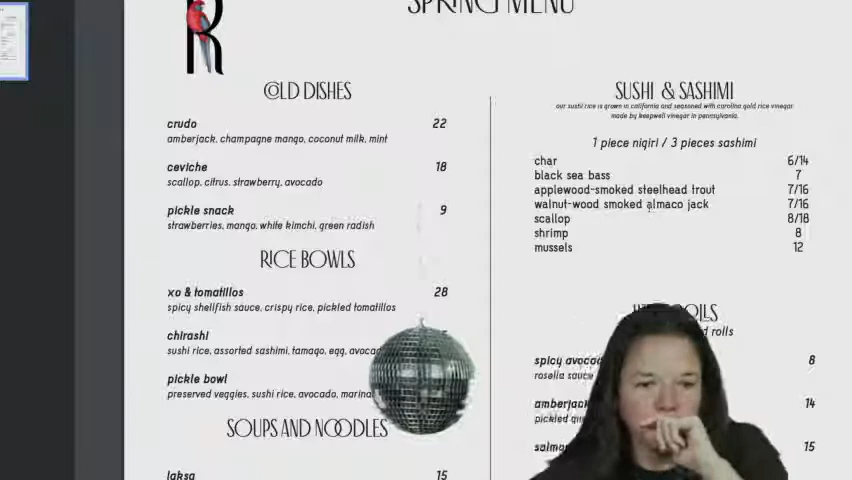 SPRING MENU
COLD DISHES
crudo 22
amberjack, champagne mango, coconut milk, mint
ceviche 18
scallop, citrus, strawberry, avocado
pickle snack 9
strawberries, mango, white kimchi, green radish
RICE BOWLS
xo & tomatillos 28
spicy shellfish sauce, crispy rice, pickled tomatillos
chirashi
sushi rice, assorted sashimi, tamago, egg, avocad
pickle bowl
preserved veggies, sushi rice, avocado, marina
SOUPS AND NOODLES
laksa 15
SUSHI & SASHIMI
our sushi rice is grown in california and seasoned with carolina gold rice vinegar
made by keepwell vinegar in pennsylvania.
1 piece nigiri / 3 pieces sashimi
char 6/14
black sea bass 7
applewood-smoked steelhead trout 7/16
walnut-wood smoked almaco jack 7/16
scallop 8/18
shrimp 8
mussels 12
rolls
spicy avoca 8
rosella sauce
amberjack 14
pickled
salmo 15